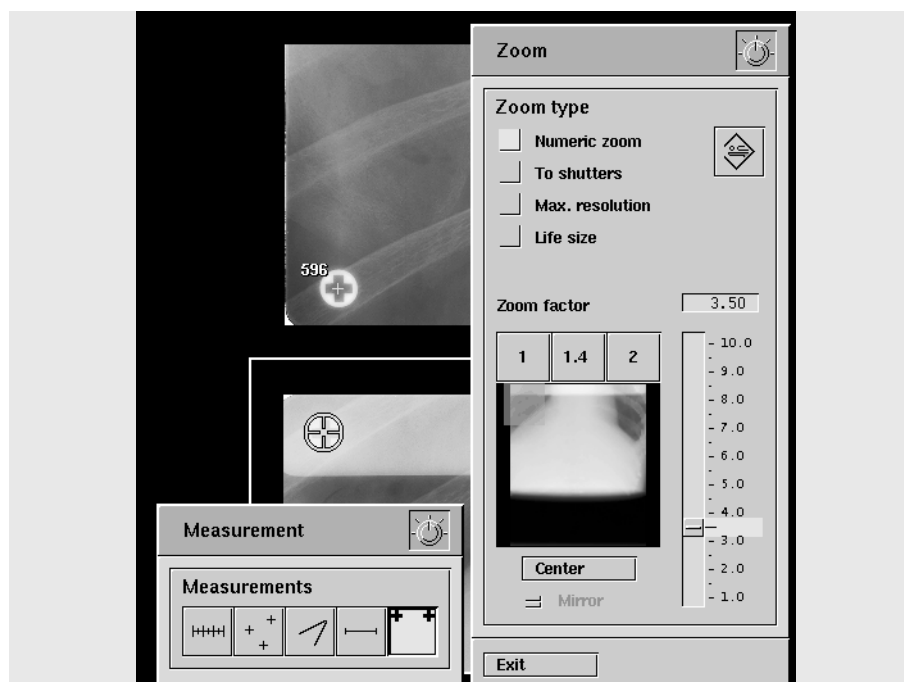 Zoom
Zoom type
Numeric zoom
To shutters
Max. resolution
Life size
596
Zoom factor
3.50
1 1.4 2
10.0
9.0
8.0
7.0
6.0
5.0
4.0
3.0
2.0
1.0
Center
Mirror
Exit
Measurement
Measurements